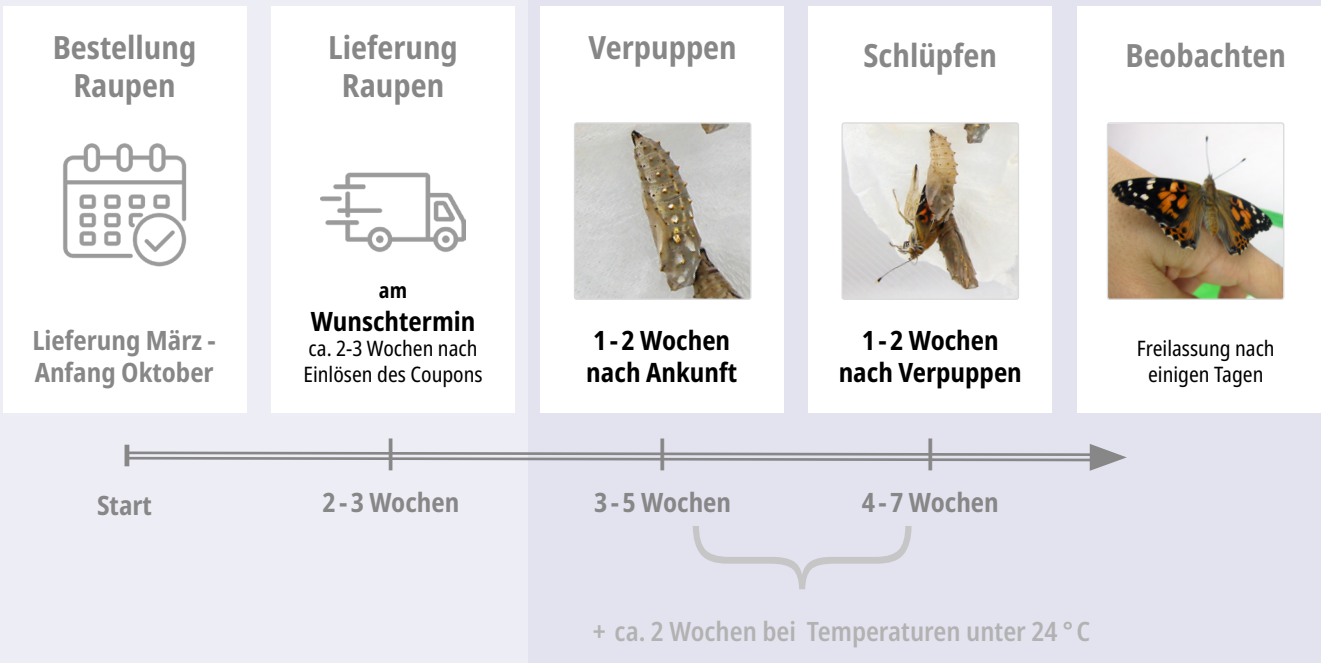 Bestellung
Raupen
Lieferung März -
Anfang Oktober
Lieferung
Raupen
am
Wunschtermin
ca. 2-3 Wochen nach
Einlösen des Coupons
Verpuppen
1 - 2 Wochen
nach Ankunft
Schlüpfen
1 - 2 Wochen
nach Verpuppen
Beobachten
Freilassung nach
einigen Tagen
Start
2 - 3 Wochen
3 - 5 Wochen
4 - 7 Wochen
+ ca. 2 Wochen bei Temperaturen unter 24 ° C